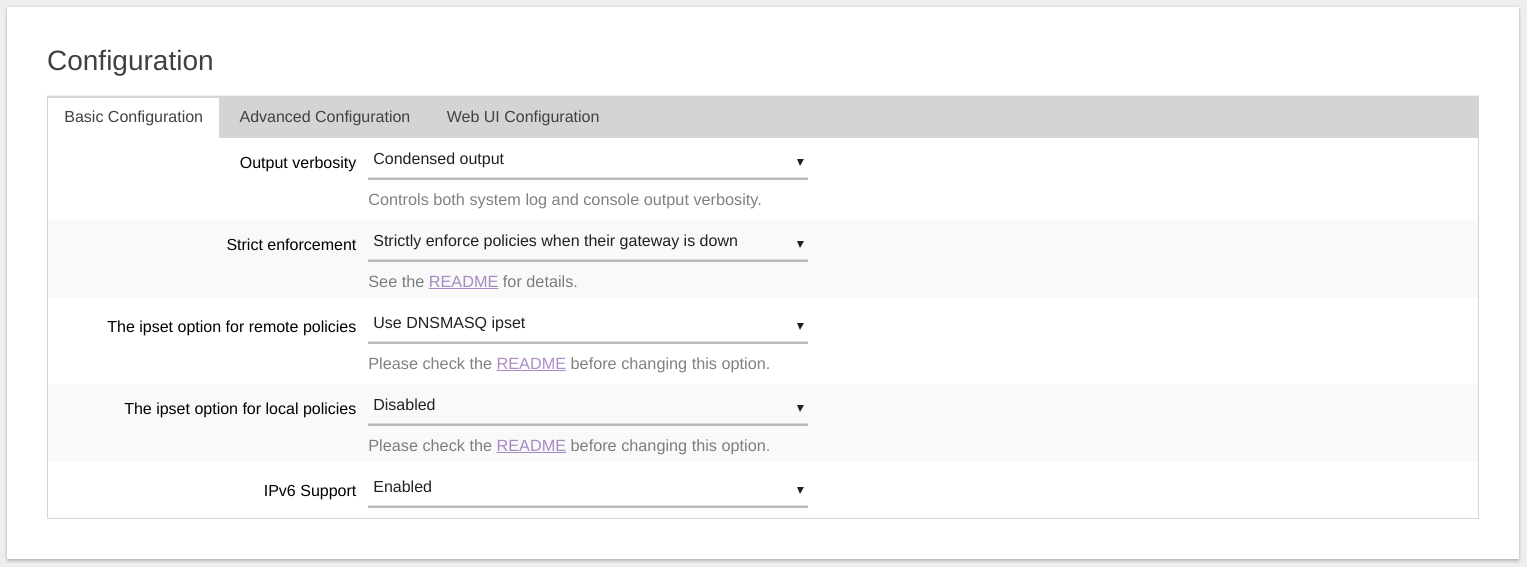 Configuration
Basic Configuration Advanced Configuration Web UI Configuration
Output verbosity Condensed output ▼
Controls both system log and console output verbosity.
Strict enforcement Strictly enforce policies when their gateway is down ▼
See the README for details.
The ipset option for remote policies Use DNSMASQ ipset ▼
Please check the README before changing this option.
The ipset option for local policies Disabled ▼
Please check the README before changing this option.
IPv6 Support Enabled ▼